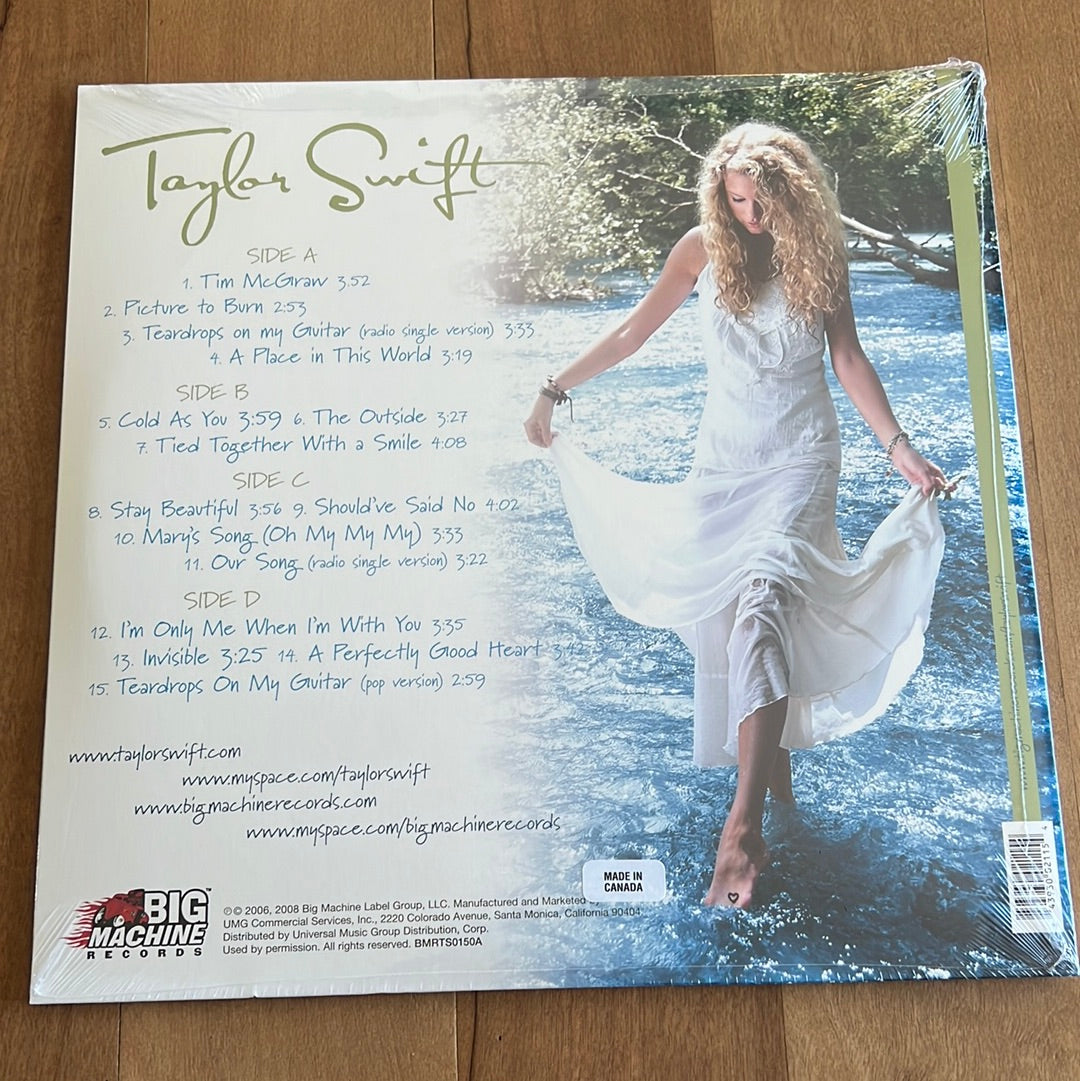 Taylor Swift
SIDE A
1. Tim McGraw 3:52
2. Picture to Burn 2:53
3. Teardrops on my Guitar (radio single version) 3:33
4. A Place in This World 3:19
SIDE B
5. Cold As You 3:59 6. The Outside 3:27
7. Tied Together With a Smile 4:08
SIDE C
8. Stay Beautiful 3:56 9. Should've Said No 4:02
10. Mary's Song (Oh My My My) 3:33
11. Our Song (radio single version) 3:22
SIDE D
12. I'm Only Me When I'm With You 3:35
13. Invisible 3:25 14. A Perfectly Good Heart
15. Teardrops On My Guitar (pop version) 2:59
www.taylorswift.com
www.myspace.com/taylorswift
www.bigmachinerecords.com
www.myspace.com/bigmachinerecords
BIG
MACHINE™
RECORDS
℗© 2006, 2008 Big Machine Label Group, LLC. Manufactured and Marketed by
UMG Commercial Services, Inc., 2220 Colorado Avenue, Santa Monica, California 90404.
Distributed by Universal Music Group Distribution, Corp.
Used by permission. All rights reserved. BMRTS0150A
MADE IN
CANADA